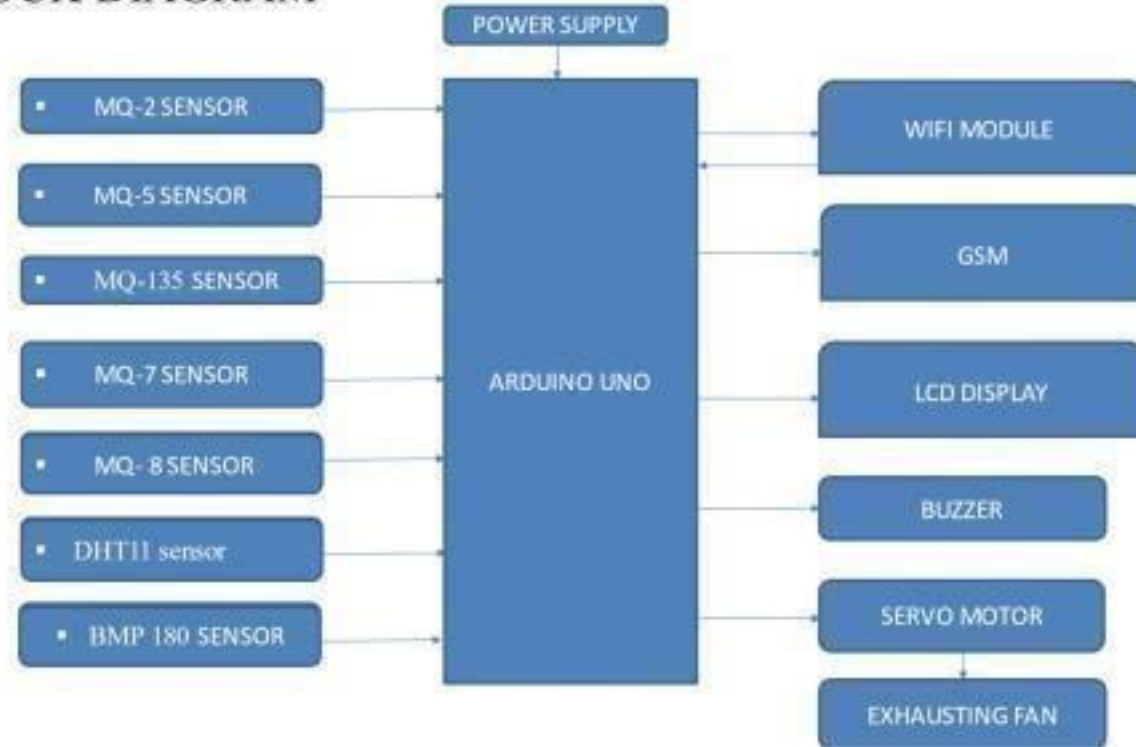 DIAGRAM
POWER SUPPLY
▪ MQ-2 SENSOR
▪ MQ-5 SENSOR
▪ MQ-135 SENSOR
▪ MQ-7 SENSOR
▪ MQ- 8 SENSOR
▪ DHT11 sensor
▪ BMP 180 SENSOR
ARDUINO UNO
WIFI MODULE
GSM
LCD DISPLAY
BUZZER
SERVO MOTOR
EXHAUSTING FAN